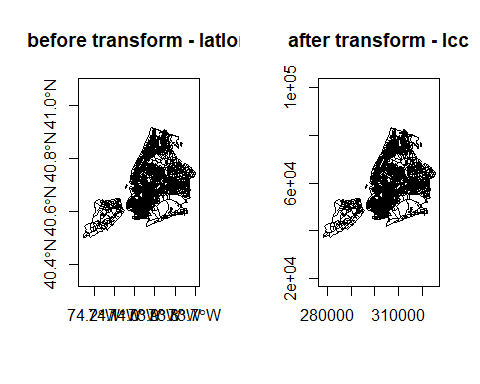 before transform - latlon
after transform - lcc
41.0°N
40.8°N
40.6°N
40.4°N
1e+05
6e+04
2e+04
280000
310000